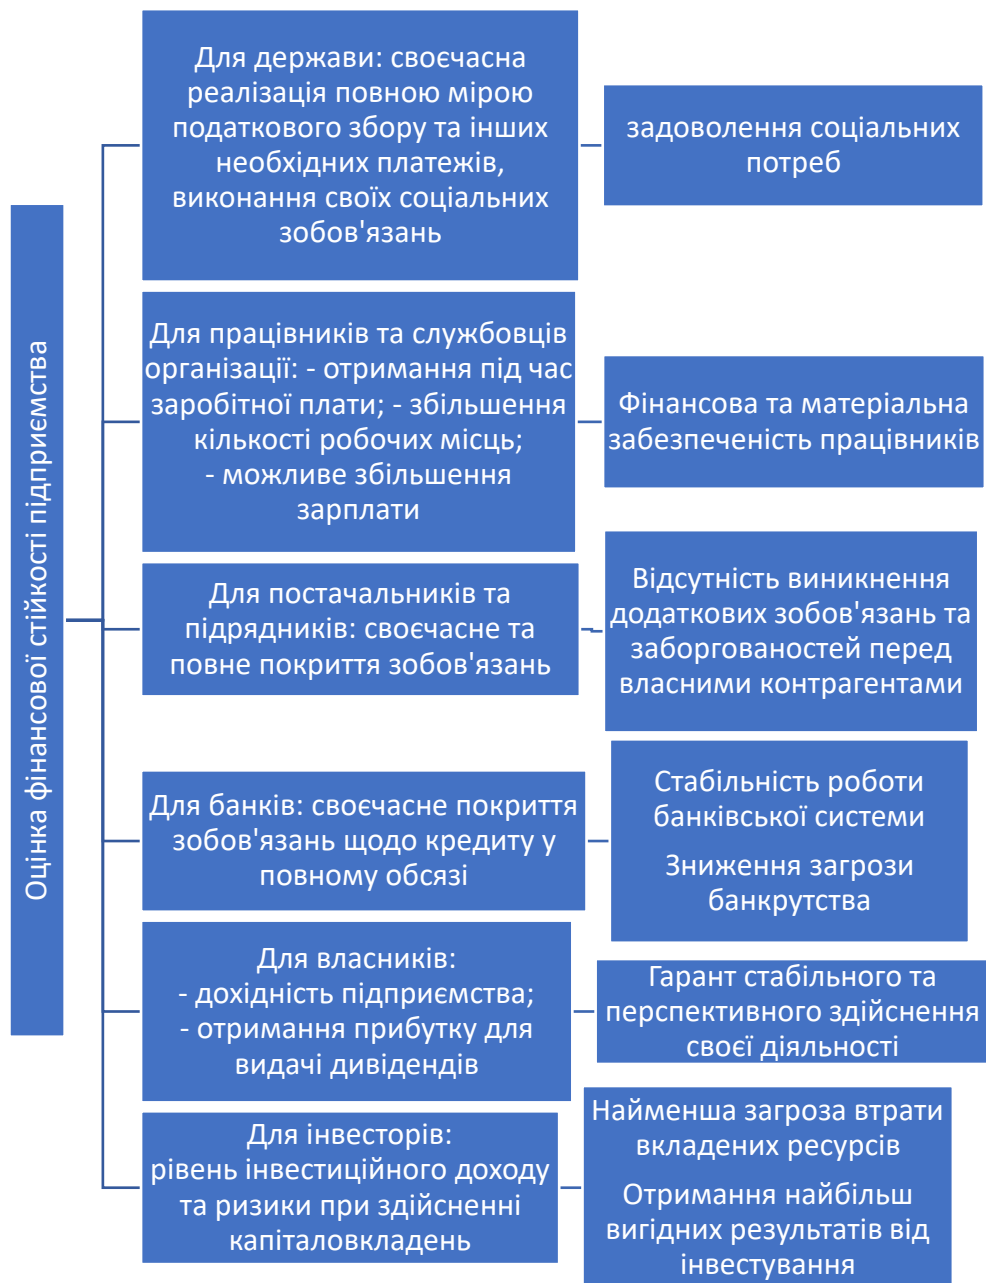 Оцінка фінансової стійкості підприємства
Для держави: своєчасна
реалізація повною мірою
податкового збору та інших
необхідних платежів,
виконання своїх соціальних
зобов'язань
задоволення соціальних
потреб
Для працівників та службовців
організації: - отримання під час
заробітної плати; - збільшення
кількості робочих місць;
- можливе збільшення
зарплати
Фінансова та матеріальна
забезпеченість працівників
Для постачальників та
підрядників: своєчасне та
повне покриття зобов'язань
Відсутність виникнення
додаткових зобов'язань та
заборгованостей перед
власними контрагентами
Для банків: своєчасне покриття
зобов'язань щодо кредиту у
повному обсязі
Стабільність роботи
банківської системи
Зниження загрози
банкрутства
Для власників:
- дохідність підприємства;
- отримання прибутку для
видачі дивідендів
Гарант стабільного та
перспективного здійснення
своєї діяльності
Для інвесторів:
рівень інвестиційного доходу
та ризики при здійсненні
капіталовкладень
Найменша загроза втрати
вкладених ресурсів
Отримання найбільш
вигідних результатів від
інвестування